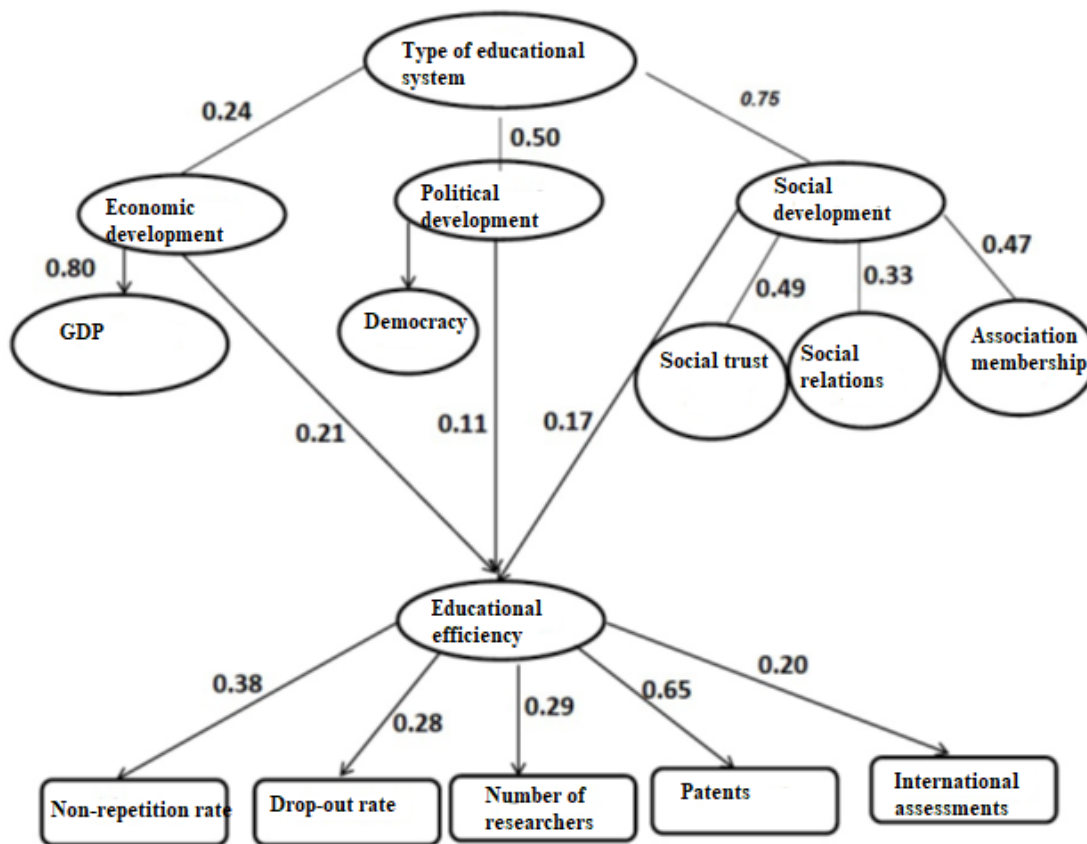 Type of educational
system
0.24
0.50
0.75
Economic
development
Political
development
Social
development
0.80
0.49
0.33
0.47
GDP
Democracy
Social trust
Social
relations
Association
membership
0.21
0.11
0.17
Educational
efficiency
0.38
0.28
0.29
0.65
0.20
Non-repetition rate
Drop-out rate
Number of
researchers
Patents
International
assessments